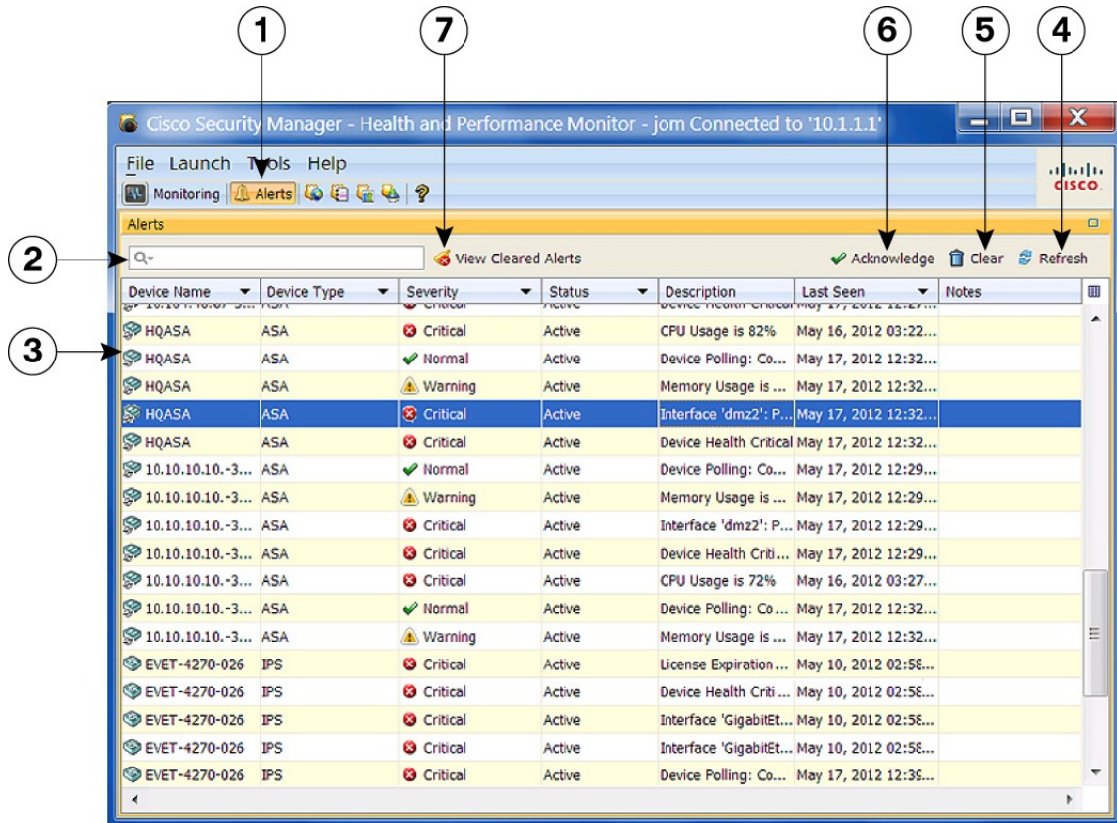 1 7 6 5 4
Cisco Security Manager - Health and Performance Monitor - jom Connected to '10.1.1.1'
File Launch Tools Help
CISCO
Monitoring Alerts
Alerts
2 View Cleared Alerts Acknowledge Clear Refresh
Device Name Device Type Severity Status Description Last Seen Notes
3
HQASA ASA Critical Active CPU Usage is 82% May 16, 2012 03:22...
HQASA ASA Normal Active Device Polling: Co... May 17, 2012 12:32...
HQASA ASA Warning Active Memory Usage is ... May 17, 2012 12:32...
HQASA ASA Critical Active Interface 'dmz2': P... May 17, 2012 12:32...
HQASA ASA Critical Active Device Health Critical May 17, 2012 12:32...
10.10.10.10.-3... ASA Normal Active Device Polling: Co... May 17, 2012 12:29...
10.10.10.10.-3... ASA Warning Active Memory Usage is ... May 17, 2012 12:29...
10.10.10.10.-3... ASA Critical Active Interface 'dmz2': P... May 17, 2012 12:29...
10.10.10.10.-3... ASA Critical Active Device Health Criti... May 17, 2012 12:29...
10.10.10.10.-3... ASA Critical Active CPU Usage is 72% May 16, 2012 03:27...
10.10.10.10.-3... ASA Normal Active Device Polling: Co... May 17, 2012 12:32...
10.10.10.10.-3... ASA Warning Active Memory Usage is ... May 17, 2012 12:32...
EVET-4270-026 IPS Critical Active License Expiration ... May 10, 2012 02:58...
EVET-4270-026 IPS Critical Active Device Health Criti ... May 10, 2012 02:58...
EVET-4270-026 IPS Critical Active Interface 'GigabitEt... May 10, 2012 02:58...
EVET-4270-026 IPS Critical Active Interface 'GigabitEt... May 10, 2012 02:58...
EVET-4270-026 IPS Critical Active Device Polling: Co... May 17, 2012 12:39...